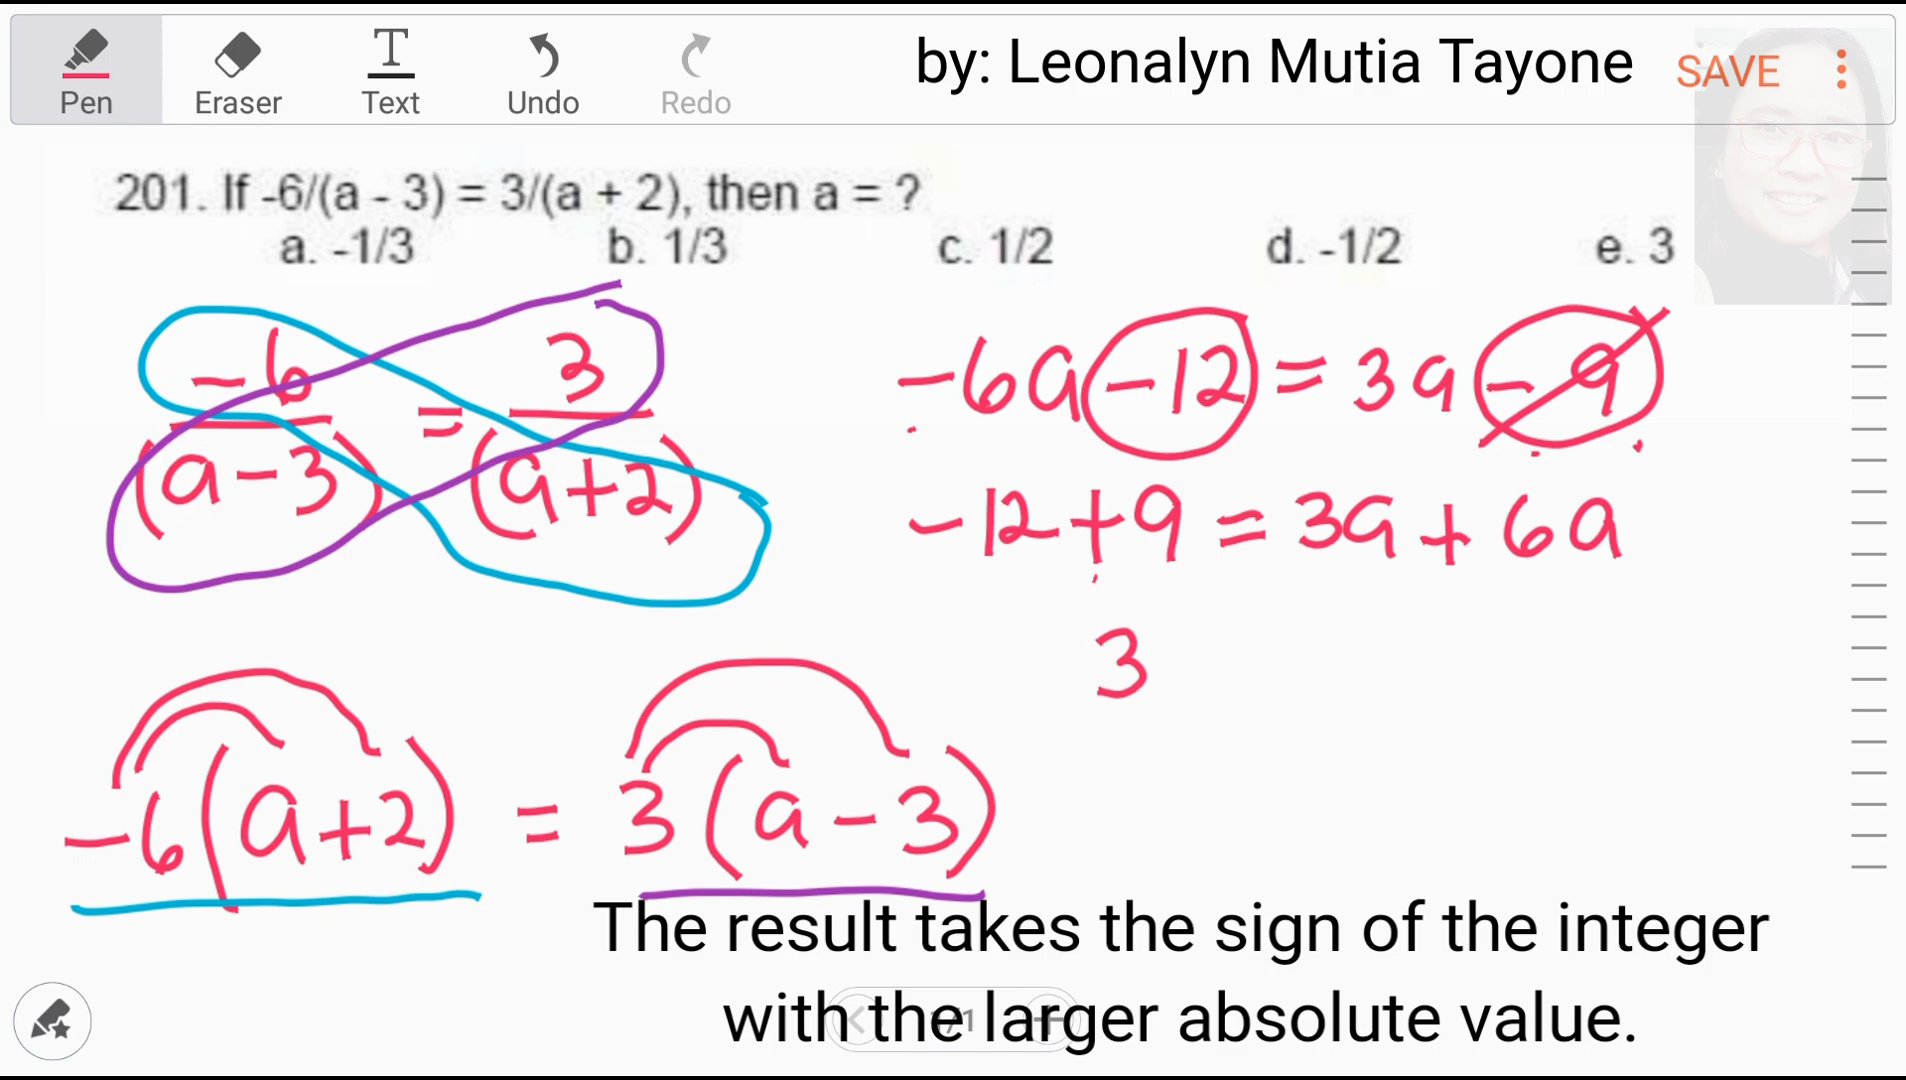 Pen Eraser Text Undo Redo by: Leonalyn Mutia Tayone SAVE
201. If -6/(a - 3) = 3/(a + 2), then a = ?
a. -1/3 b. 1/3 c. 1/2 d. -1/2 e. 3
-6/(a-3) = 3/(a+2)
-6(a+2) = 3(a-3)
-6a-12 = 3a-9
-12+9 = 3a+6a
3
The result takes the sign of the integer
with the larger absolute value.
1/1